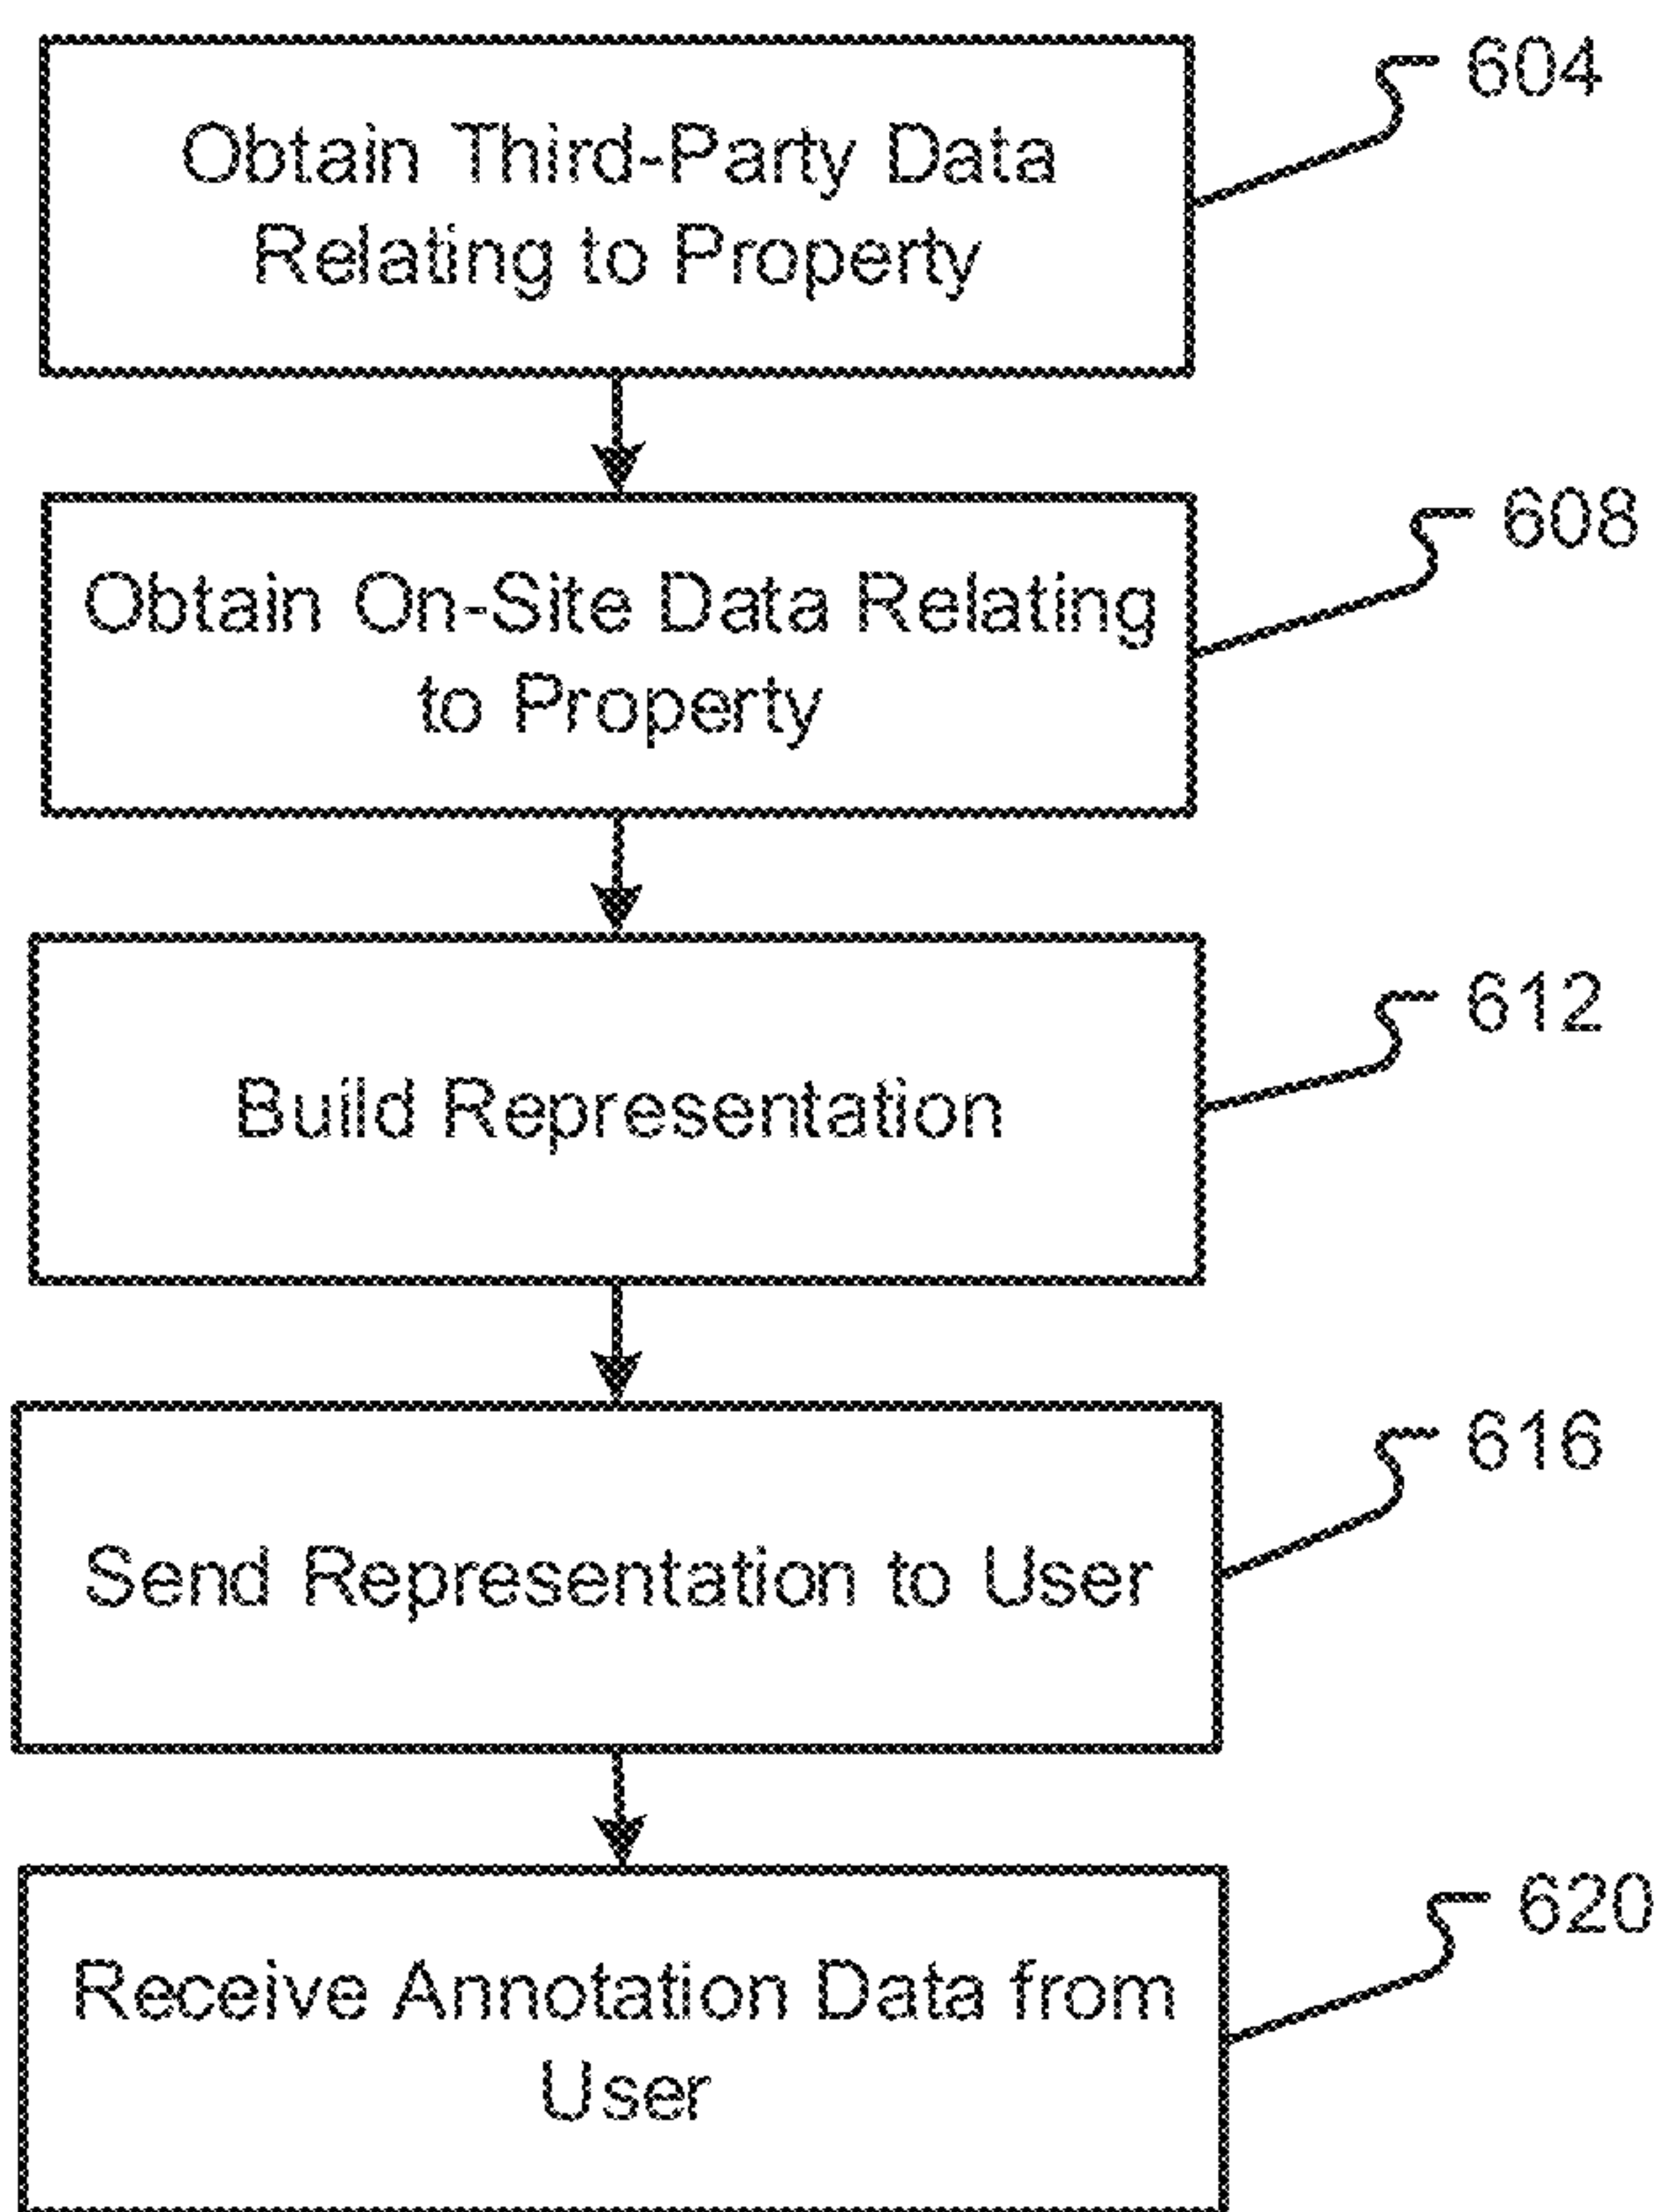 Obtain Third-Party Data
Relating to Property
604
Obtain On-Site Data Relating
to Property
608
Build Representation
612
Send Representation to User
616
Receive Annotation Data from
User
620